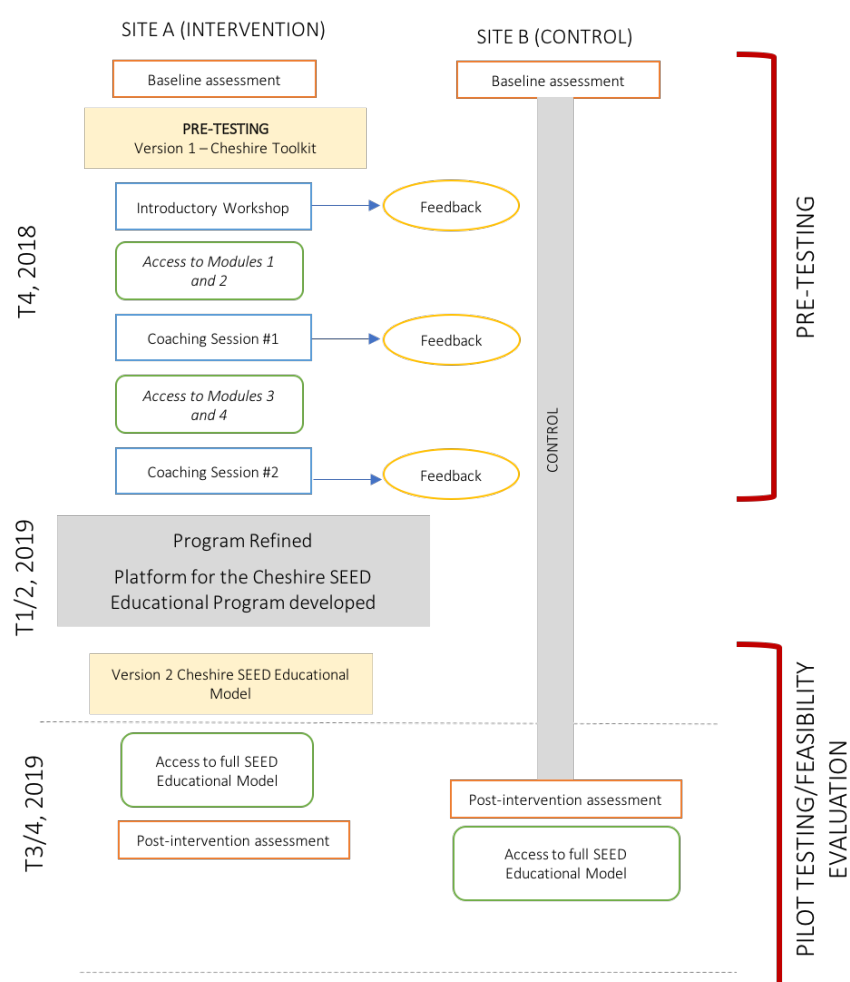 SITE A (INTERVENTION)
SITE B (CONTROL)
Baseline assessment
Baseline assessment
PRE-TESTING
Version 1 – Cheshire Toolkit
Introductory Workshop
Feedback
Access to Modules 1
and 2
Coaching Session #1
Feedback
Access to Modules 3
and 4
Coaching Session #2
Feedback
T4, 2018
CONTROL
PRE-TESTING
Program Refined
Platform for the Cheshire SEED
Educational Program developed
T1/2, 2019
Version 2 Cheshire SEED Educational
Model
Access to full SEED
Educational Model
Post-intervention assessment
Post-intervention assessment
Access to full SEED
Educational Model
T3/4, 2019
PILOT TESTING/FEASIBILITY
EVALUATION